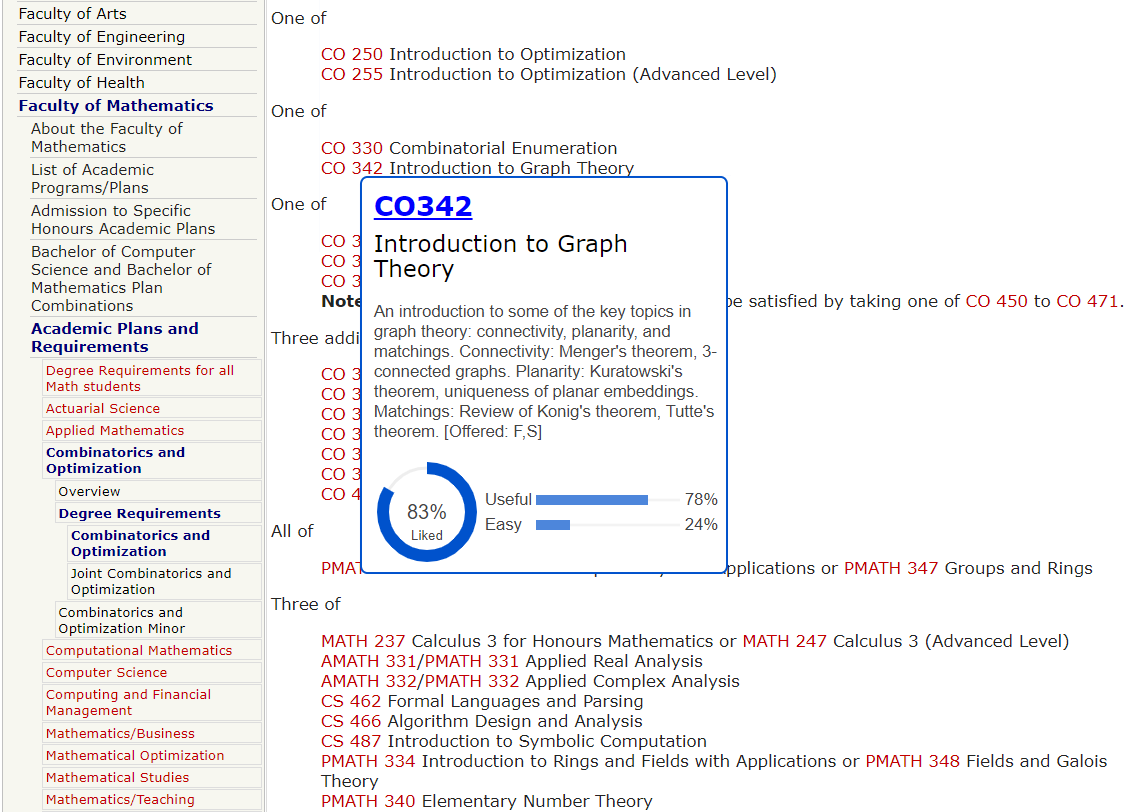 Faculty of Arts
Faculty of Engineering
Faculty of Environment
Faculty of Health
Faculty of Mathematics
About the Faculty of
Mathematics
List of Academic
Programs/Plans
Admission to Specific
Honours Academic Plans
Bachelor of Computer
Science and Bachelor of
Mathematics Plan
Combinations
Academic Plans and
Requirements
Degree Requirements for all
Math students
Actuarial Science
Applied Mathematics
Combinatorics and
Optimization
Overview
Degree Requirements
Combinatorics and
Optimization
Joint Combinatorics and
Optimization
Combinatorics and
Optimization Minor
Computational Mathematics
Computer Science
Computing and Financial
Management
Mathematics/Business
Mathematical Optimization
Mathematical Studies
Mathematics/Teaching
One of
CO 250 Introduction to Optimization
CO 255 Introduction to Optimization (Advanced Level)
One of
CO 330 Combinatorial Enumeration
CO 342 Introduction to Graph Theory
One of
CO 3
CO 3
CO 3
Note be satisfied by taking one of CO 450 to CO 471.
Three addi
CO 3
CO 3
CO 3
CO 3
CO 3
CO 3
CO 4
CO342
Introduction to Graph
Theory
An introduction to some of the key topics in
graph theory: connectivity, planarity, and
matchings. Connectivity: Menger's theorem, 3-
connected graphs. Planarity: Kuratowski's
theorem, uniqueness of planar embeddings.
Matchings: Review of Konig's theorem, Tutte's
theorem. [Offered: F,S]
83%
Liked
Useful 78%
Easy 24%
All of
PMAT pplications or PMATH 347 Groups and Rings
Three of
MATH 237 Calculus 3 for Honours Mathematics or MATH 247 Calculus 3 (Advanced Level)
AMATH 331/PMATH 331 Applied Real Analysis
AMATH 332/PMATH 332 Applied Complex Analysis
CS 462 Formal Languages and Parsing
CS 466 Algorithm Design and Analysis
CS 487 Introduction to Symbolic Computation
PMATH 334 Introduction to Rings and Fields with Applications or PMATH 348 Fields and Galois
Theory
PMATH 340 Elementary Number Theory